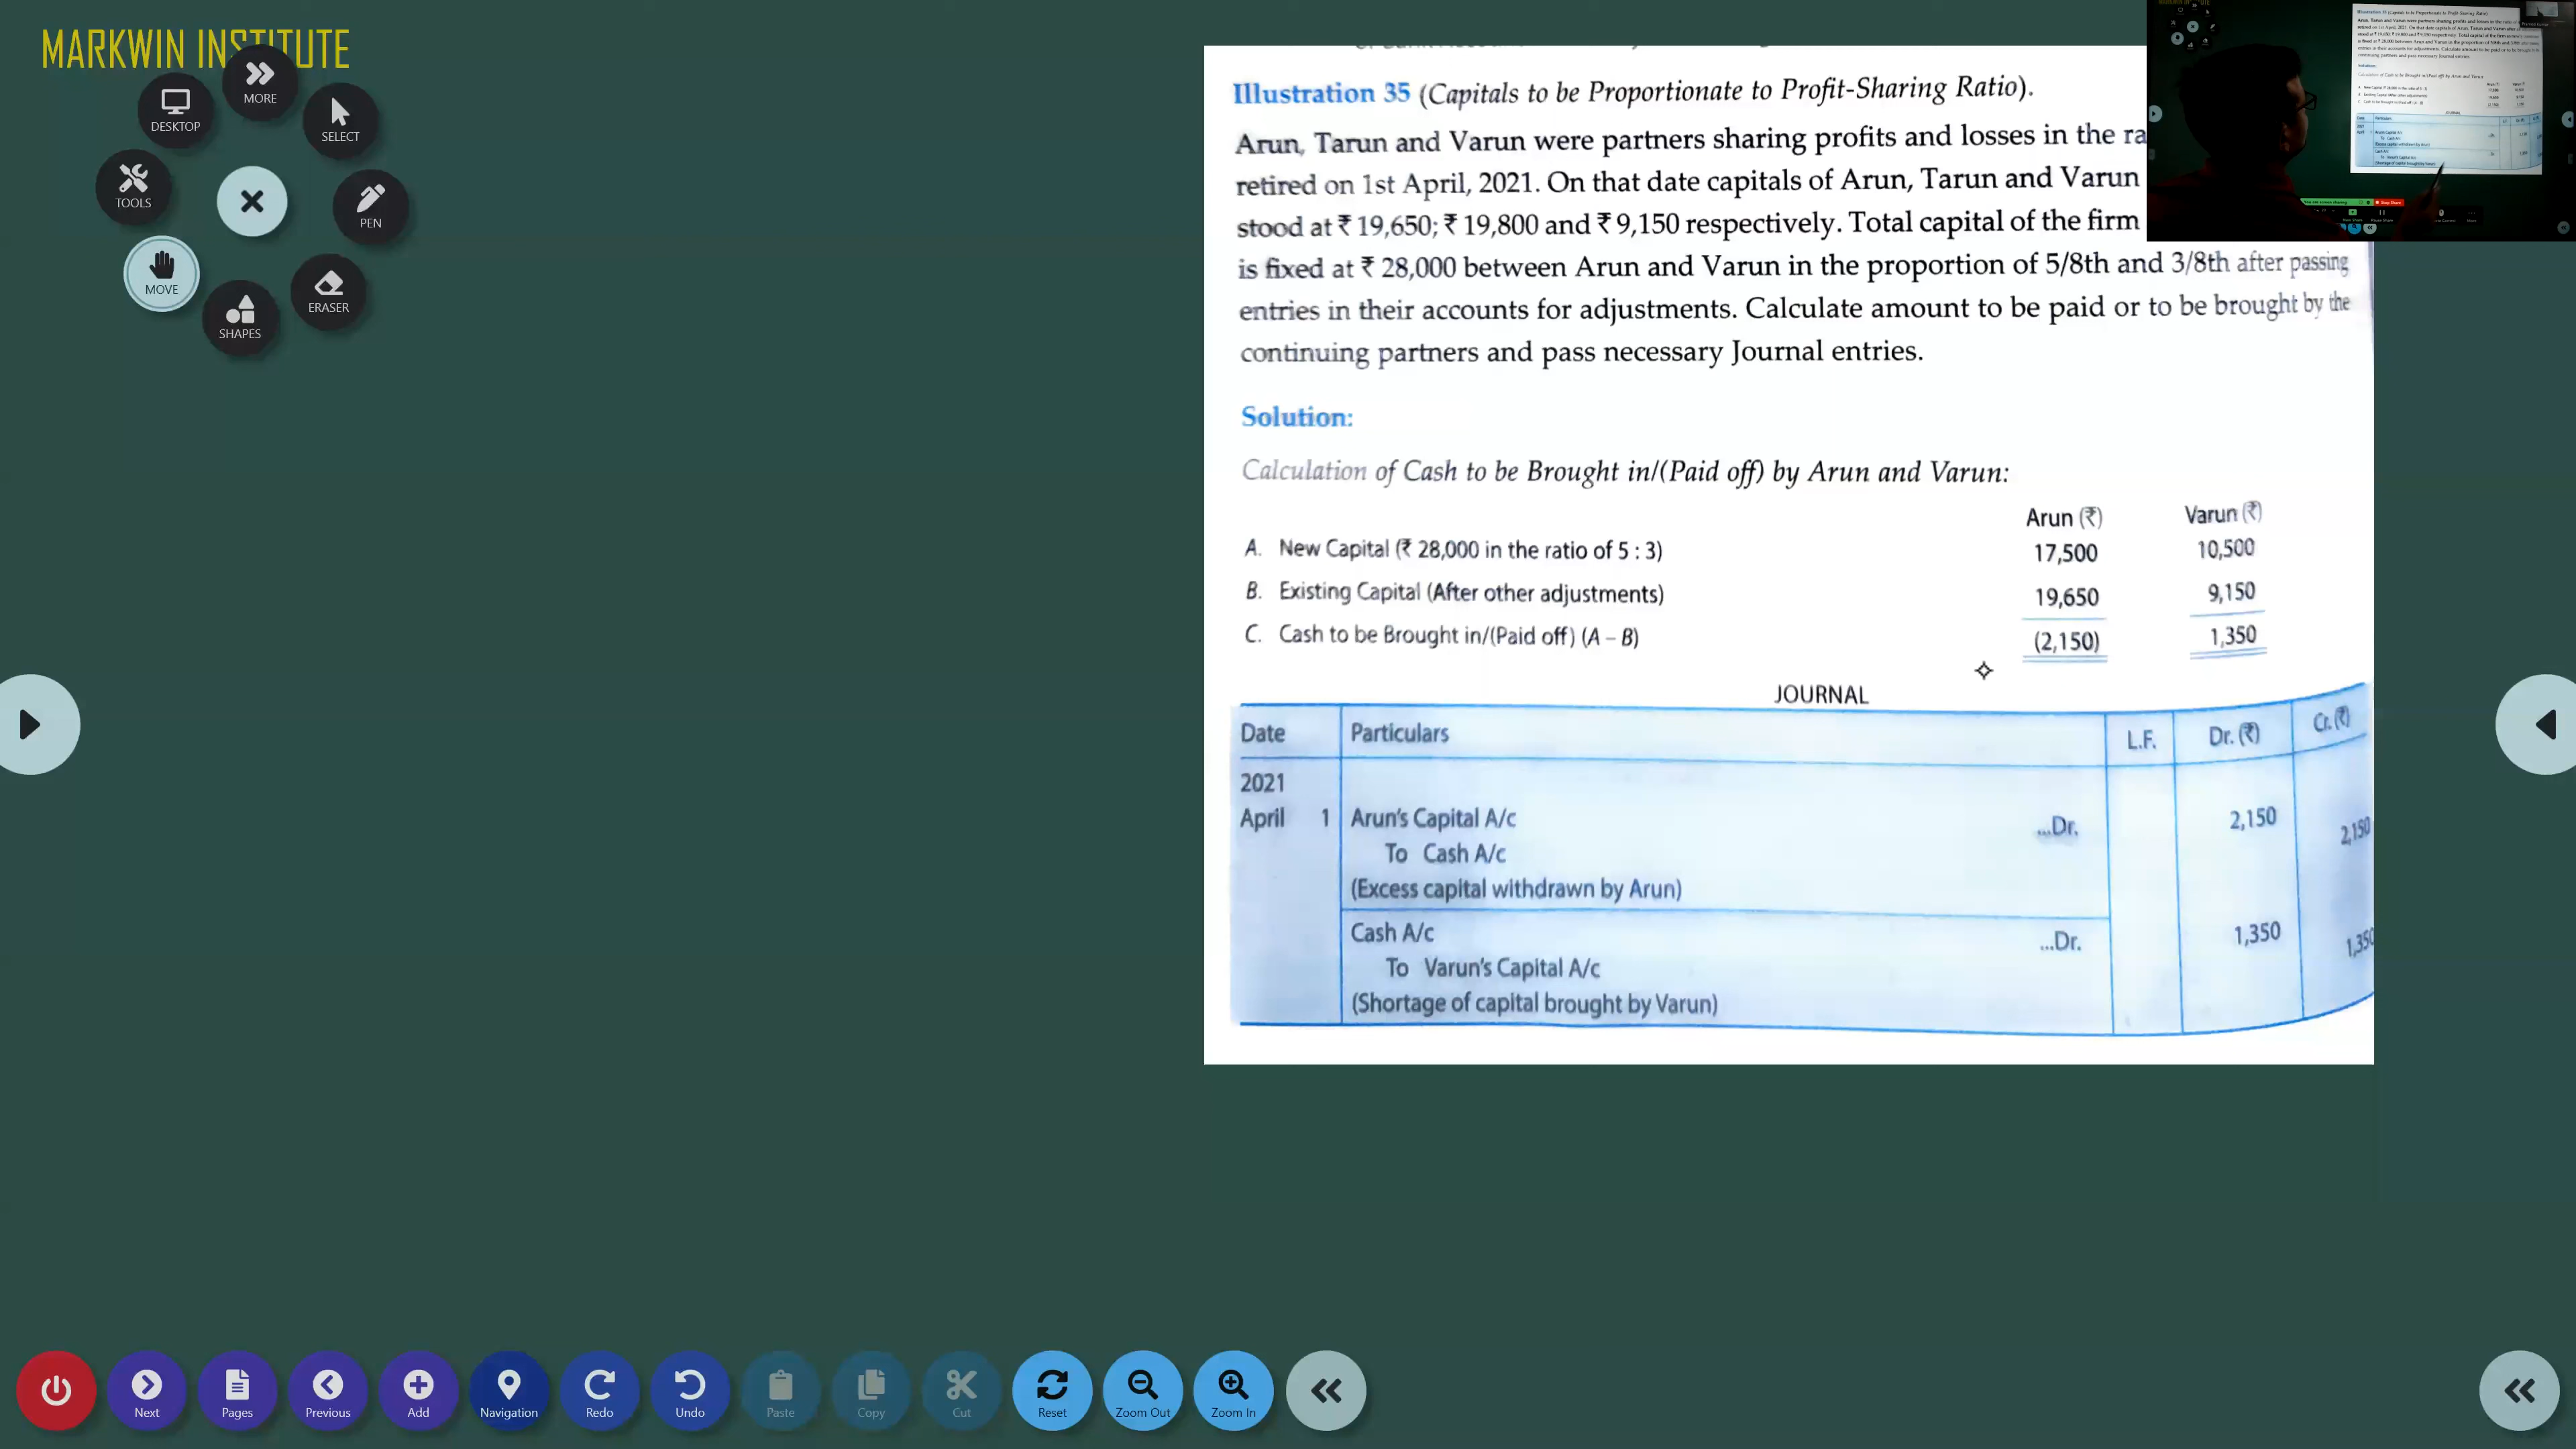 MARKWIN INSTITUTE
MORE
DESKTOP
SELECT
TOOLS
PEN
MOVE
ERASER
SHAPES
Illustration 35 (Capitals to be Proportionate to Profit-Sharing Ratio).
Arun, Tarun and Varun were partners sharing profits and losses in the
retired on 1st April, 2021. On that date capitals of Arun, Tarun and Varun
stood at ₹ 19,650; ₹ 19,800 and ₹ 9,150 respectively. Total capital of the firm
is fixed at ₹ 28,000 between Arun and Varun in the proportion of 5/8th and 3/8th after passing
entries in their accounts for adjustments. Calculate amount to be paid or to be brought by the
continuing partners and pass necessary Journal entries.
Solution:
Calculation of Cash to be Brought in/(Paid off) by Arun and Varun:
Arun (₹) Varun (₹)
A. New Capital (₹ 28,000 in the ratio of 5 : 3) 17,500 10,500
B. Existing Capital (After other adjustments) 19,650 9,150
C. Cash to be Brought in/(Paid off) (A – B) (2,150) 1,350
JOURNAL
Date Particulars L.F. Dr. (₹) Cr. (₹)
2021
April 1 Arun's Capital A/c ...Dr. 2,150
To Cash A/c 2,150
(Excess capital withdrawn by Arun)
Cash A/c ...Dr. 1,350
To Varun's Capital A/c 1,350
(Shortage of capital brought by Varun)
Next
Pages
Previous
Add
Navigation
Redo
Undo
Paste
Copy
Cut
Reset
Zoom Out
Zoom In